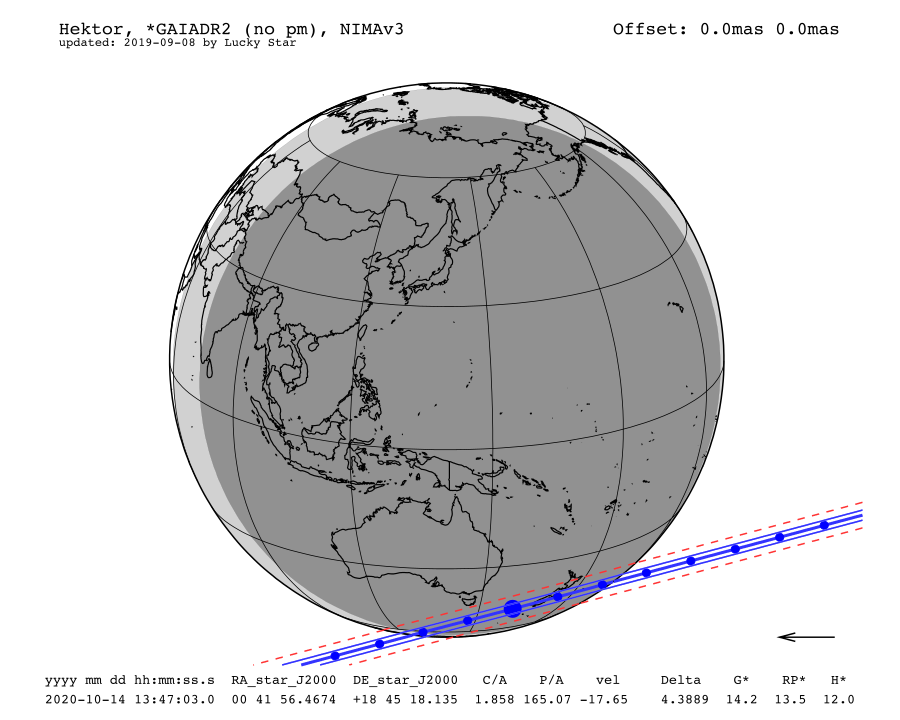 Hektor, *GAIADR2 (no pm), NIMAv3 Offset: 0.0mas 0.0mas
updated: 2019-09-08 by Lucky Star
yyyy mm dd hh:mm:ss.s RA_star_J2000 DE_star_J2000 C/A P/A vel Delta G* RP* H*
2020-10-14 13:47:03.0 00 41 56.4674 +18 45 18.135 1.858 165.07 -17.65 4.3889 14.2 13.5 12.0